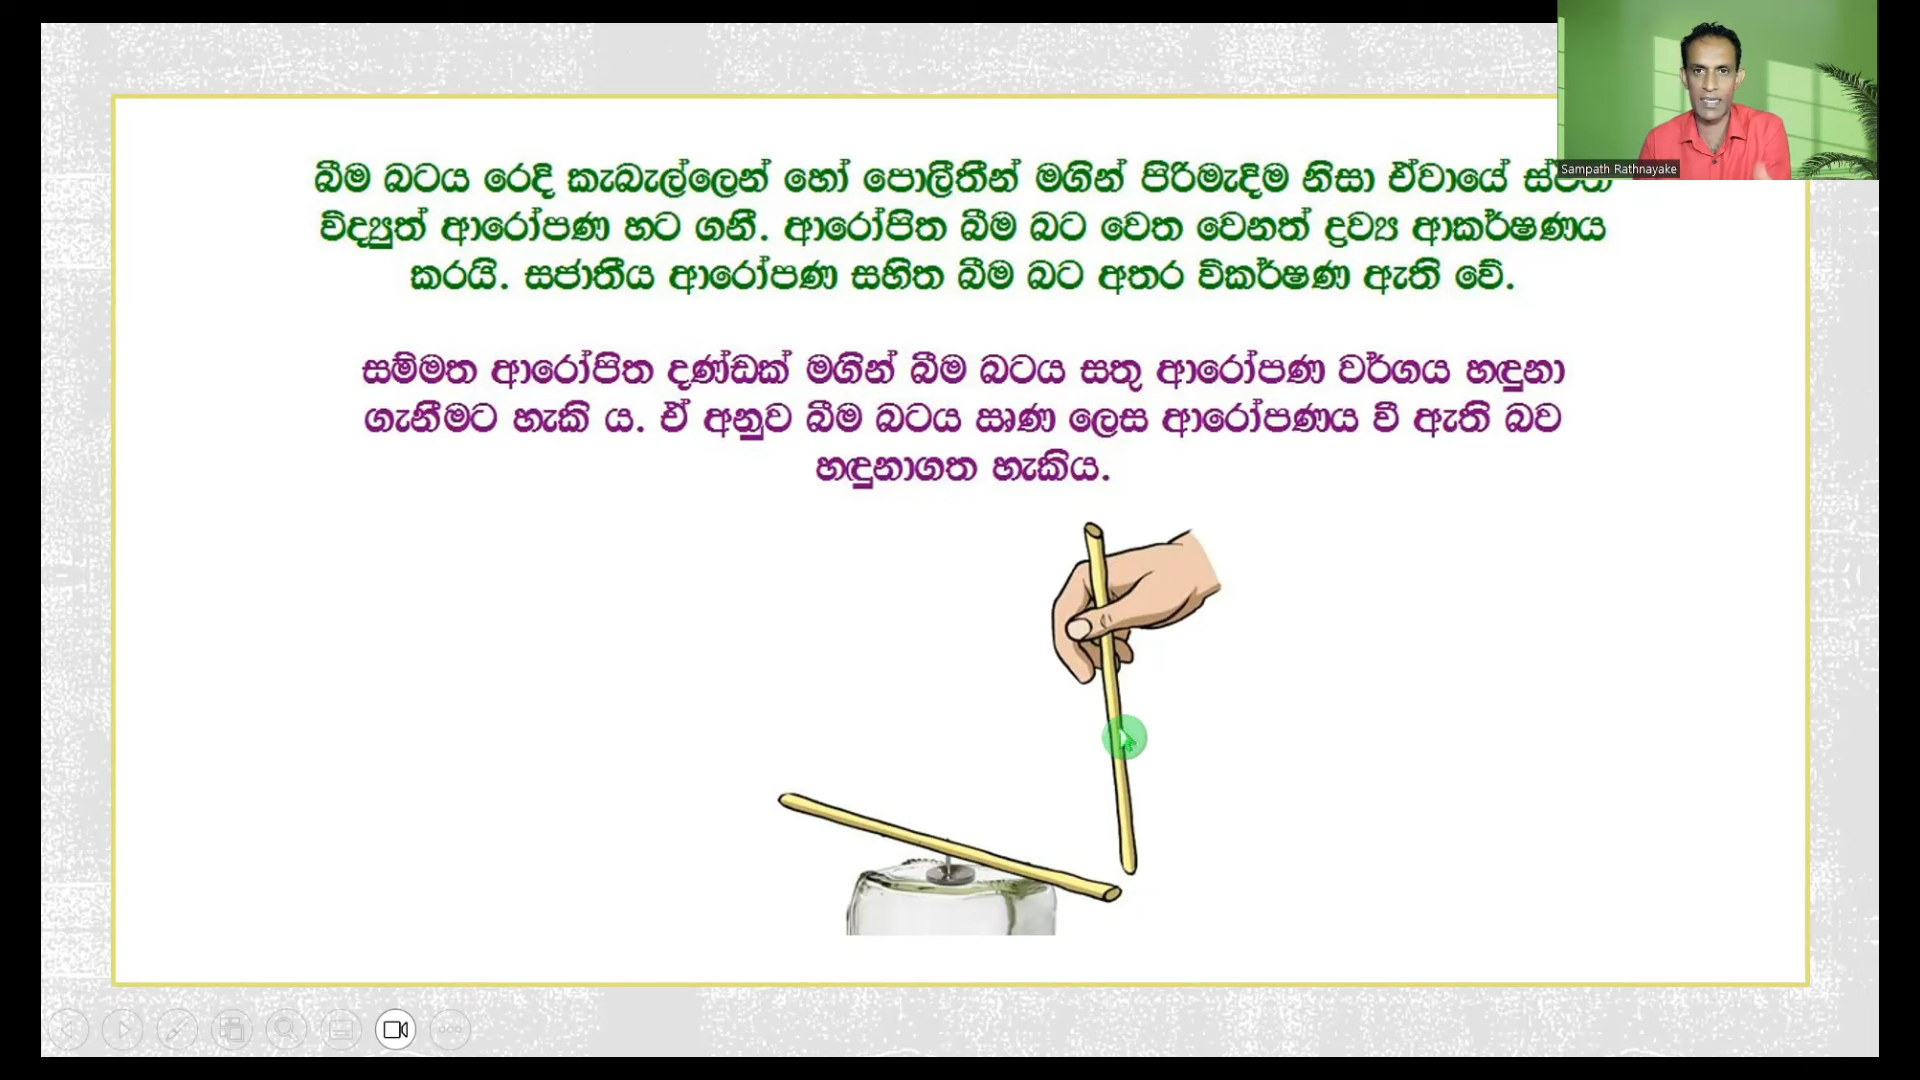 බීම බටය රෙදි කැබැල්ලෙන් හෝ පොලිතීන් මගින් පිරිමැදීම නිසා ඒවායේ
විද්‍යුත් ආරෝපණ හට ගනී. ආරෝපිත බීම බට වෙත වෙනත් ද්‍රව්‍ය ආකර්ෂණය
කරයි. සජාතීය ආරෝපණ සහිත බීම බට අතර විකර්ෂණ ඇති වේ.
සම්මත ආරෝපිත දණ්ඩක් මගින් බීම බටය සතු ආරෝපණ වර්ගය හඳුනා
ගැනීමට හැකි ය. ඒ අනුව බීම බටය ඍණ ලෙස ආරෝපණය වී ඇති බව
හඳුනාගත හැකිය.
Sampath Rathnayake